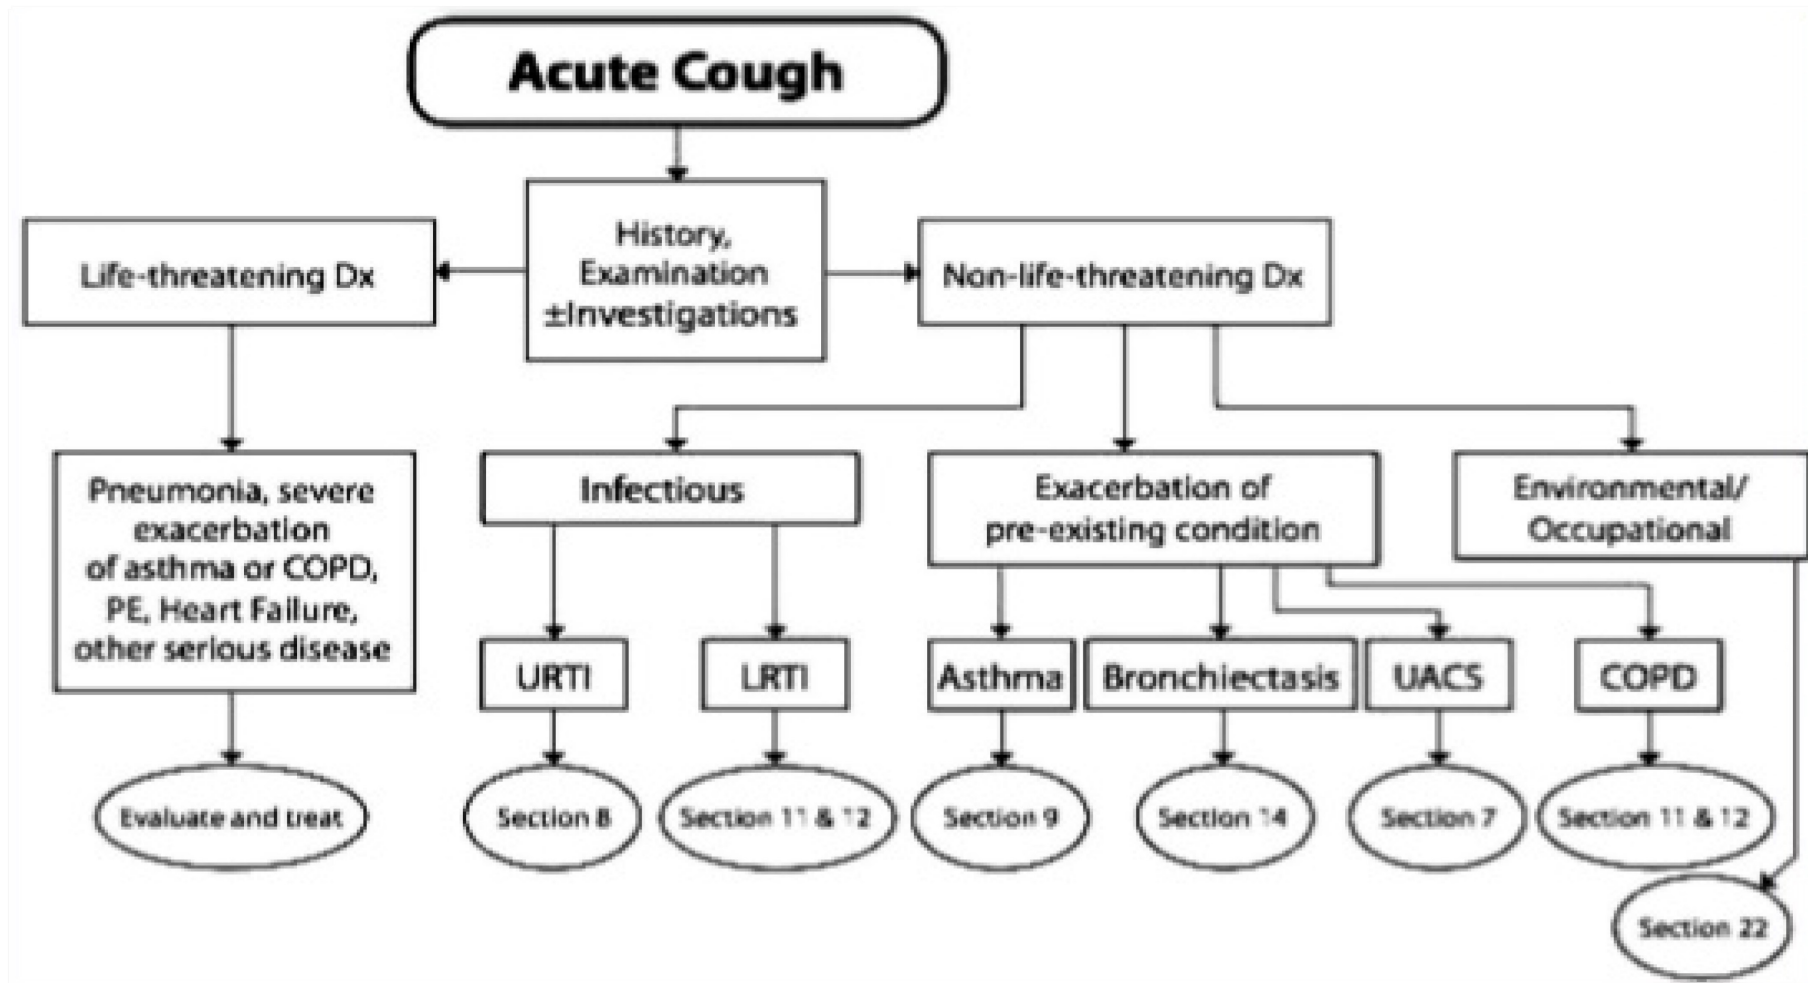 Acute Cough
History,
Examination
±Investigations
Life-threatening Dx
Non-life-threatening Dx
Pneumonia, severe
exacerbation
of asthma or COPD,
PE, Heart Failure,
other serious disease
Infectious
Exacerbation of
pre-existing condition
Environmental/
Occupational
URTI
LRTI
Asthma
Bronchiectasis
UACS
COPD
Evaluate and treat
Section 8
Section 11 & 12
Section 9
Section 14
Section 7
Section 11 & 12
Section 22